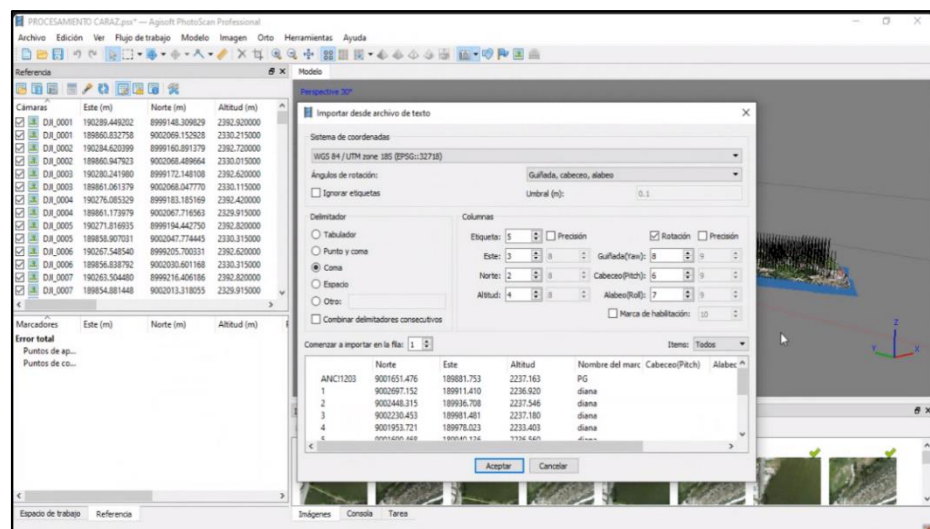 PROCESAMIENTO CARAZ.psx* — Agisoft PhotoScan Professional
Archivo Edición Ver Flujo de trabajo Modelo Imagen Orto Herramientas Ayuda
Referencia
Modelo
Perspective 30°
Cámaras Este (m) Norte (m) Altitud (m)
DJI_0001 190289.449202 8999148.309829 2392.920000
DJI_0001 189860.832758 9002069.152928 2330.215000
DJI_0002 190284.620399 8999160.891379 2392.720000
DJI_0002 189860.947923 9002068.489664 2330.015000
DJI_0003 190280.241980 8999172.148108 2392.620000
DJI_0003 189861.061379 9002068.047770 2330.115000
DJI_0004 190276.085329 8999183.185169 2392.420000
DJI_0004 189861.173979 9002067.716563 2329.915000
DJI_0005 190271.816935 8999194.442750 2392.820000
DJI_0005 189858.907031 9002047.774445 2330.315000
DJI_0006 190267.548540 8999205.700331 2392.620000
DJI_0006 189856.838792 9002030.601168 2330.315000
DJI_0007 190263.504480 8999216.406186 2392.820000
DJI_0007 189854.881448 9002013.318055 2329.915000
Marcadores Este (m) Norte (m) Altitud (m)
Error total
Puntos de ap...
Puntos de co...
Espacio de trabajo Referencia
Importar desde archivo de texto
Sistema de coordenadas
WGS 84 / UTM zone 18S (EPSG::32718)
Ángulos de rotación: Guiñada, cabeceo, alabeo
Ignorar etiquetas Umbral (m): 0.1
Delimitador
Tabulador
Punto y coma
Coma
Espacio
Otro:
Combinar delimitadores consecutivos
Columnas
Etiqueta: 5 Precisión Rotación Precisión
Este: 3 8 Guiñada(Yaw): 8 9
Norte: 2 8 Cabeceo(Pitch): 6 9
Altitud: 4 8 Alabeo(Roll): 7 9
Marca de habilitación: 10
Comenzar a importar en la fila: 1 Items: Todos
Norte Este Altitud Nombre del marc Cabeceo(Pitch) Alabec
ANC!1203 9001651.476 189881.753 2237.163 PG
1 9002697.152 189911.410 2236.920 diana
2 9002448.315 189936.708 2237.546 diana
3 9002230.453 189981.481 2237.180 diana
4 9001953.721 189978.023 2233.403 diana
Aceptar Cancelar
Z
Y
X
Imágenes Consola Tarea